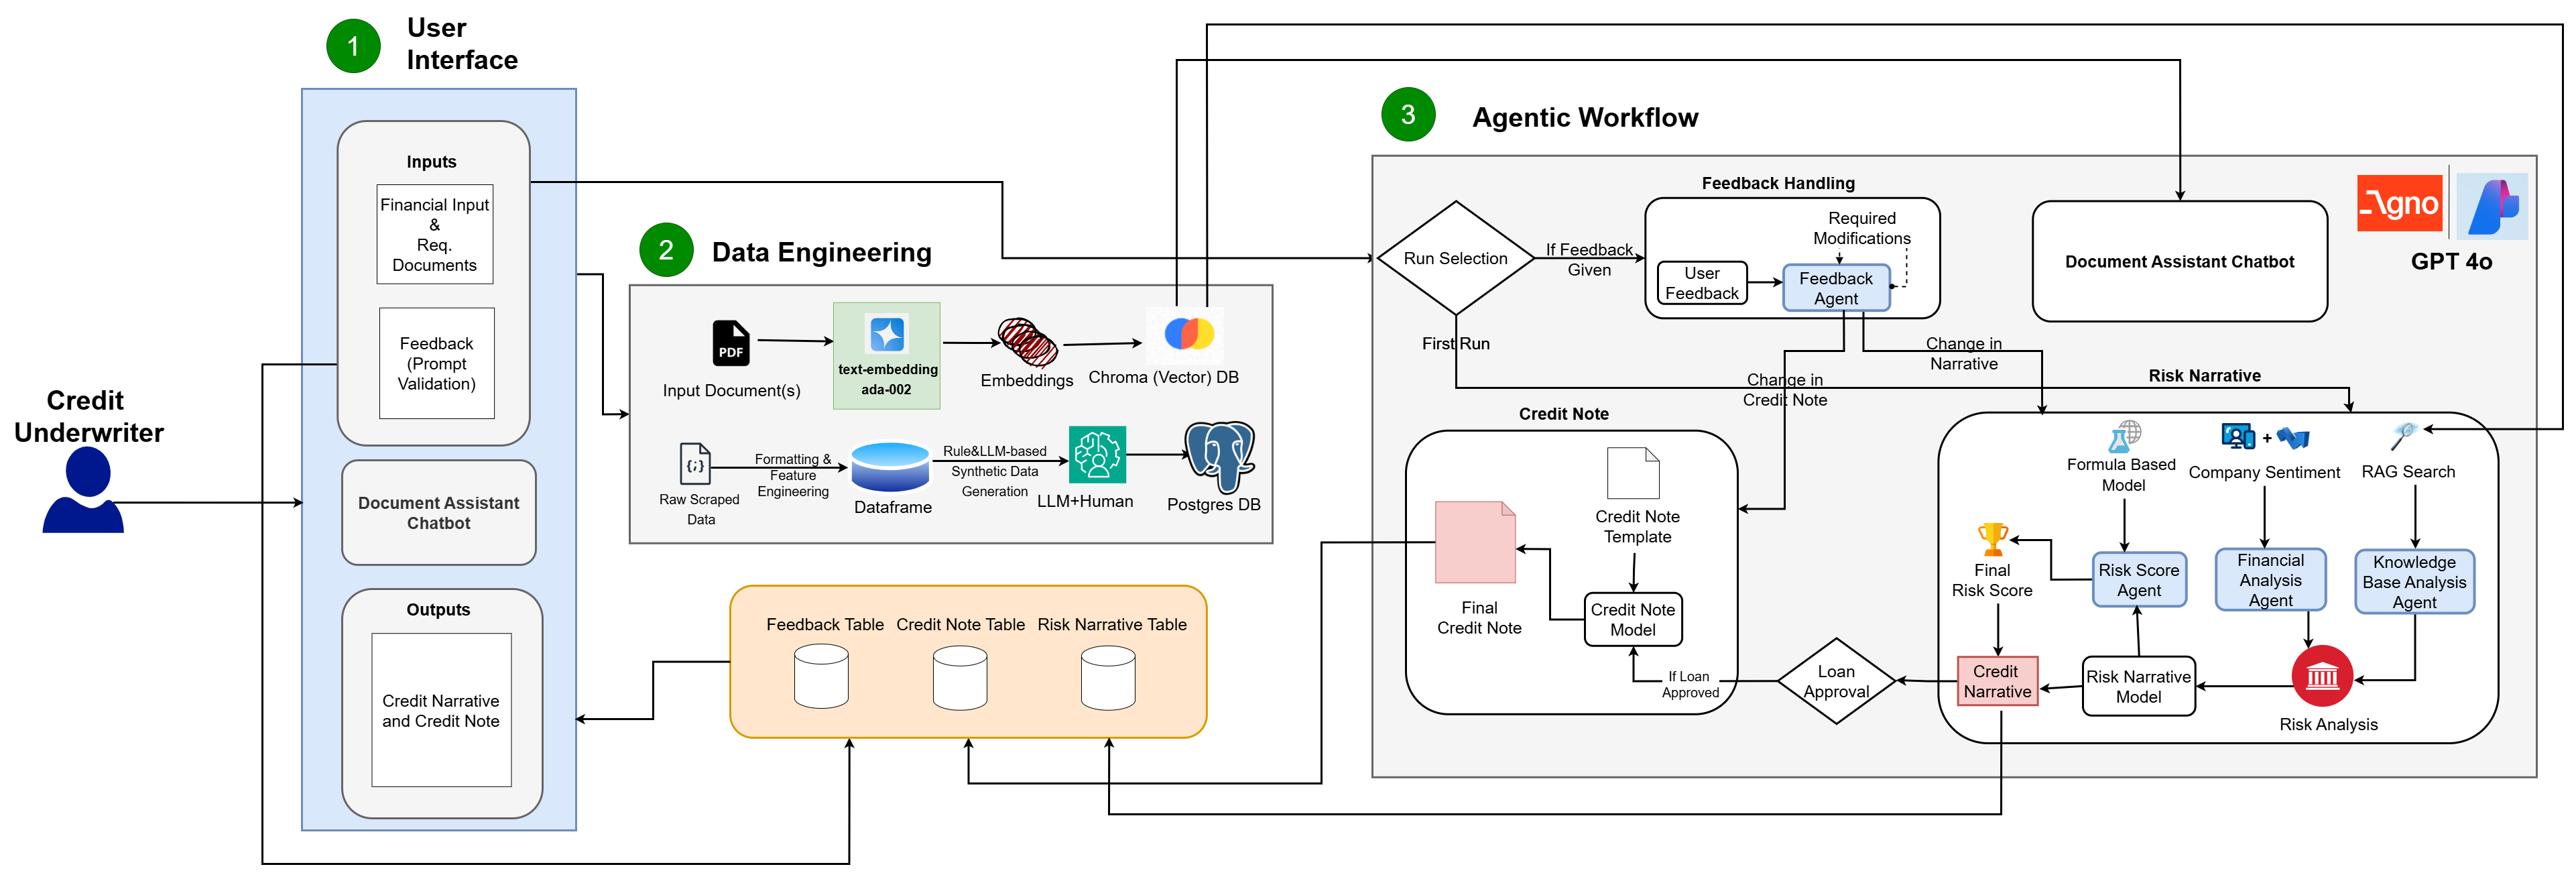 1
User
Interface
Inputs
Financial Input
&
Req.
Documents
Feedback
(Prompt
Validation)
Document Assistant
Chatbot
Outputs
Credit Narrative
and Credit Note
Credit
Underwriter
2
Data Engineering
PDF
Input Document(s)
text-embedding
ada-002
Embeddings
Chroma (Vector) DB
{;}
Raw Scraped
Data
Formatting &
Feature
Engineering
Dataframe
Rule&LLM-based
Synthetic Data
Generation
LLM+Human
Postgres DB
Feedback Table
Credit Note Table
Risk Narrative Table
3
Agentic Workflow
Run Selection
If Feedback
Given
First Run
Feedback Handling
User
Feedback
Required
Modifications
Feedback
Agent
Change in
Narrative
Change in
Credit Note
Document Assistant Chatbot
agno
GPT 4o
Credit Note
Credit Note
Template
Credit Note
Model
Final
Credit Note
If Loan
Approved
Loan
Approval
Risk Narrative
Formula Based
Model
+
Company Sentiment
RAG Search
Final
Risk Score
Risk Score
Agent
Financial
Analysis
Agent
Knowledge
Base Analysis
Agent
Credit
Narrative
Risk Narrative
Model
Risk Analysis